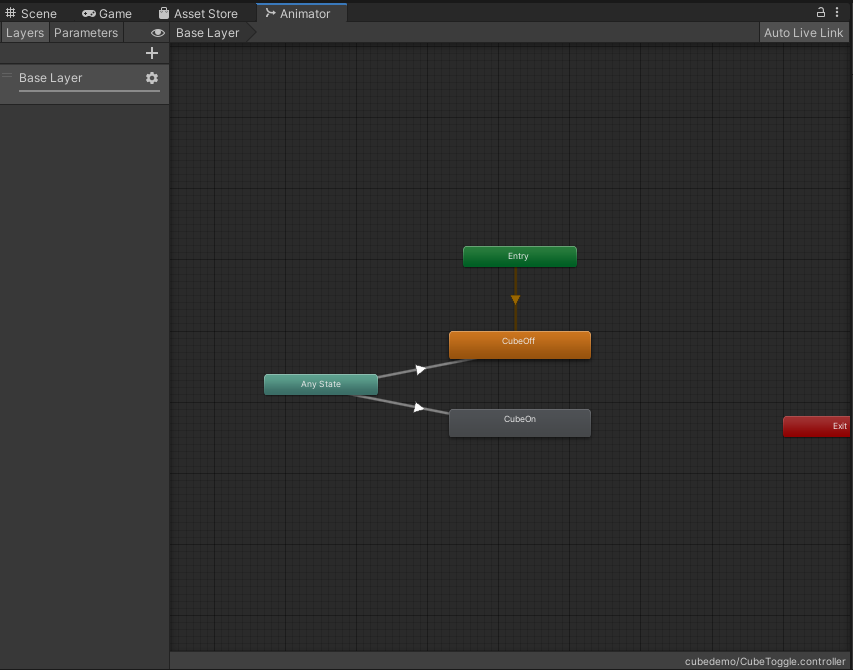 Scene Game Asset Store Animator
Layers Parameters Base Layer Auto Live Link
Base Layer
Entry
CubeOff
Any State
CubeOn
Exit
cubedemo/CubeToggle.controller